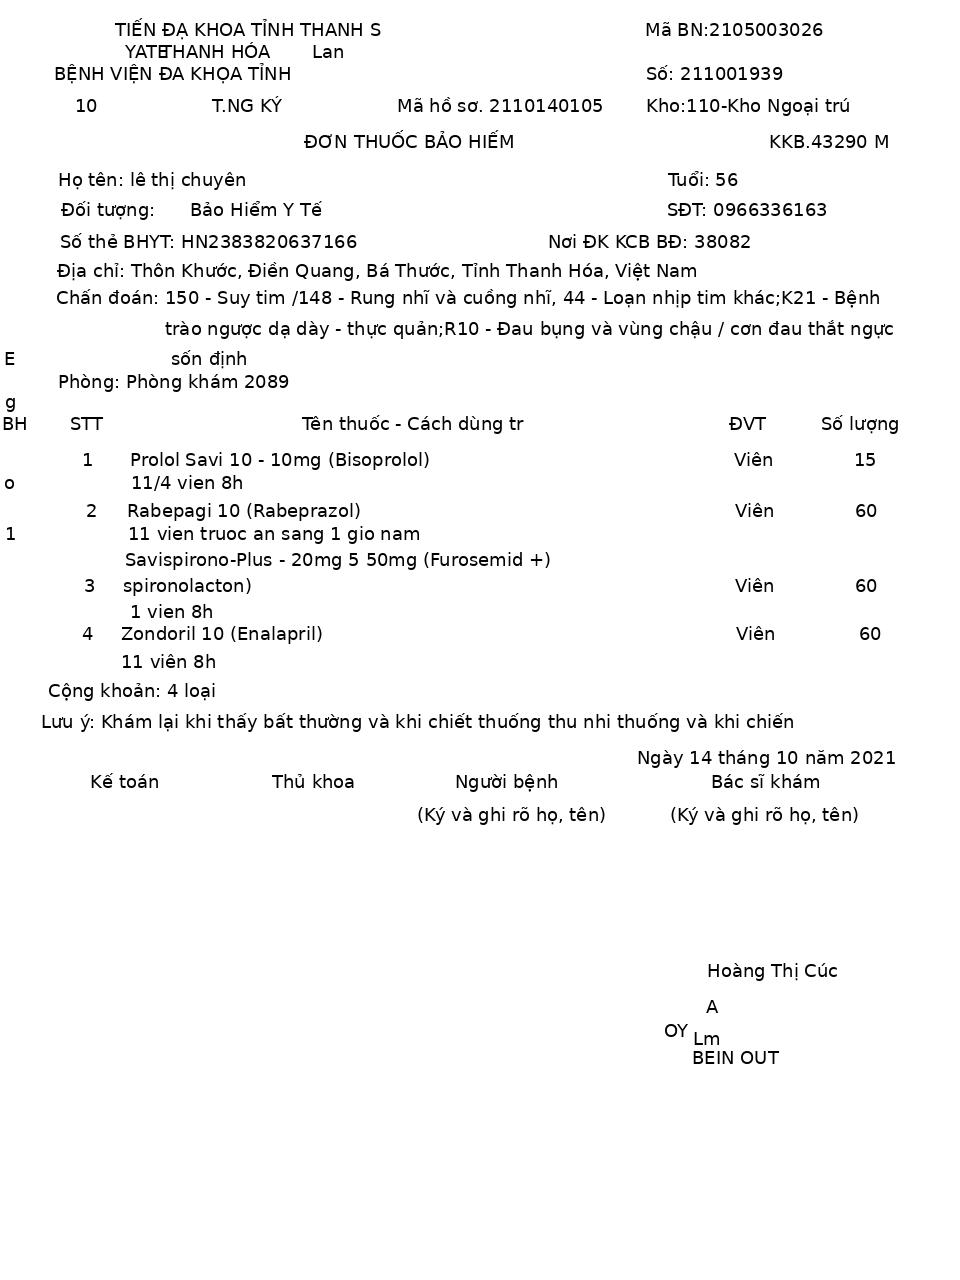 TIẾN ĐẠ KHOA TỈNH THANH S Mã BN:2105003026
YATE THANH HÓA Lan
BỆNH VIỆN ĐA KHỌA TỈNH Số: 211001939
10 T.NG KÝ Mã hồ sơ. 2110140105 Kho:110-Kho Ngoại trú
ĐƠN THUỐC BẢO HIẾM KKB.43290 M
Họ tên: lê thị chuyên Tuổi: 56
Đối tượng: Bảo Hiểm Y Tế SĐT: 0966336163
Số thẻ BHYT: HN2383820637166 Nơi ĐK KCB BĐ: 38082
Địa chỉ: Thôn Khước, Điền Quang, Bá Thước, Tỉnh Thanh Hóa, Việt Nam
Chấn đoán: 150 - Suy tim /148 - Rung nhĩ và cuồng nhĩ, 44 - Loạn nhịp tim khác;K21 - Bệnh
trào ngược dạ dày - thực quản;R10 - Đau bụng và vùng chậu / cơn đau thắt ngực
E sốn định
Phòng: Phòng khám 2089
g
BH STT Tên thuốc - Cách dùng tr ĐVT Số lượng
1 Prolol Savi 10 - 10mg (Bisoprolol) Viên 15
o 11/4 vien 8h
2 Rabepagi 10 (Rabeprazol) Viên 60
1 11 vien truoc an sang 1 gio nam
Savispirono-Plus - 20mg 5 50mg (Furosemid +)
3 spironolacton) Viên 60
1 vien 8h
4 Zondoril 10 (Enalapril) Viên 60
11 viên 8h
Cộng khoản: 4 loại
Lưu ý: Khám lại khi thấy bất thường và khi chiết thuống thu nhi thuống và khi chiến
Ngày 14 tháng 10 năm 2021
Kế toán Thủ khoa Người bệnh Bác sĩ khám
(Ký và ghi rõ họ, tên) (Ký và ghi rõ họ, tên)
Hoàng Thị Cúc
A
OY Lm
BEIN OUT